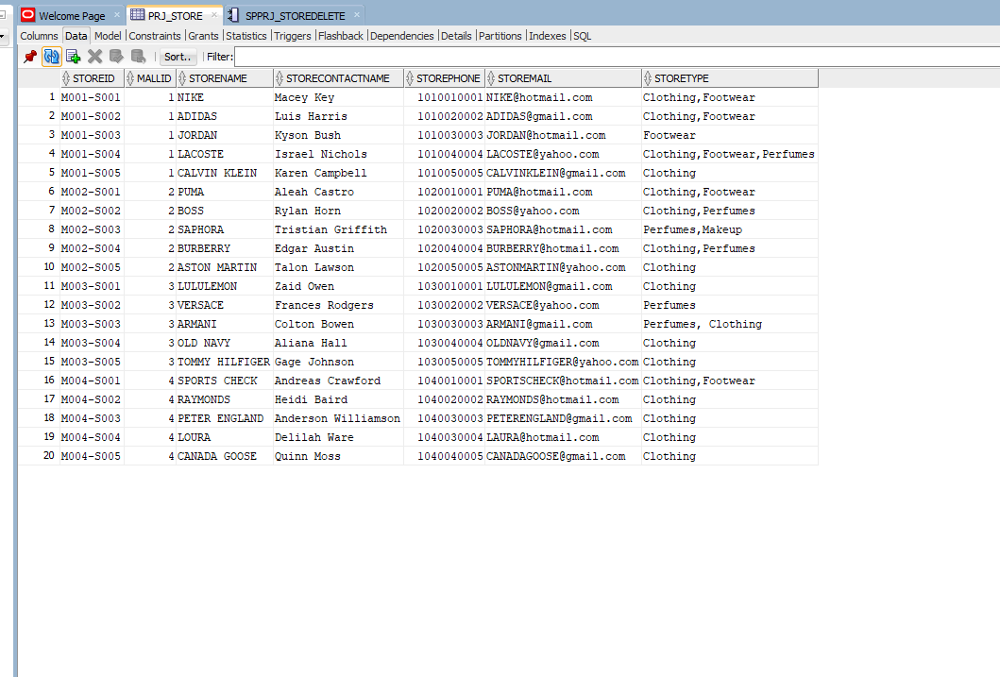 Welcome Page PRJ_STORE SPPRJ_STOREDELETE
Columns Data Model Constraints Grants Statistics Triggers Flashback Dependencies Details Partitions Indexes SQL
Sort.. Filter:
STOREID MALLID STORENAME STORECONTACTNAME STOREPHONE STOREMAIL STORETYPE
1 M001-S001 1 NIKE Macey Key 1010010001 NIKE@hotmail.com Clothing,Footwear
2 M001-S002 1 ADIDAS Luis Harris 1010020002 ADIDAS@gmail.com Clothing,Footwear
3 M001-S003 1 JORDAN Kyson Bush 1010030003 JORDAN@hotmail.com Footwear
4 M001-S004 1 LACOSTE Israel Nichols 1010040004 LACOSTE@yahoo.com Clothing,Footwear,Perfumes
5 M001-S005 1 CALVIN KLEIN Karen Campbell 1010050005 CALVINKLEIN@gmail.com Clothing
6 M002-S001 2 PUMA Aleah Castro 1020010001 PUMA@hotmail.com Clothing,Footwear
7 M002-S002 2 BOSS Rylan Horn 1020020002 BOSS@yahoo.com Clothing,Perfumes
8 M002-S003 2 SAPHORA Tristian Griffith 1020030003 SAPHORA@hotmail.com Perfumes,Makeup
9 M002-S004 2 BURBERRY Edgar Austin 1020040004 BURBERRY@hotmail.com Clothing,Perfumes
10 M002-S005 2 ASTON MARTIN Talon Lawson 1020050005 ASTONMARTIN@yahoo.com Clothing
11 M003-S001 3 LULULEMON Zaid Owen 1030010001 LULULEMON@gmail.com Clothing
12 M003-S002 3 VERSACE Frances Rodgers 1030020002 VERSACE@yahoo.com Perfumes
13 M003-S003 3 ARMANI Colton Bowen 1030030003 ARMANI@gmail.com Perfumes, Clothing
14 M003-S004 3 OLD NAVY Aliana Hall 1030040004 OLDNAVY@gmail.com Clothing
15 M003-S005 3 TOMMY HILFIGER Gage Johnson 1030050005 TOMMYHILFIGER@yahoo.com Clothing
16 M004-S001 4 SPORTS CHECK Andreas Crawford 1040010001 SPORTSCHECK@hotmail.com Clothing,Footwear
17 M004-S002 4 RAYMONDS Heidi Baird 1040020002 RAYMONDS@hotmail.com Clothing
18 M004-S003 4 PETER ENGLAND Anderson Williamson 1040030003 PETERENGLAND@gmail.com Clothing
19 M004-S004 4 LOURA Delilah Ware 1040030004 LAURA@hotmail.com Clothing
20 M004-S005 4 CANADA GOOSE Quinn Moss 1040040005 CANADAGOOSE@gmail.com Clothing